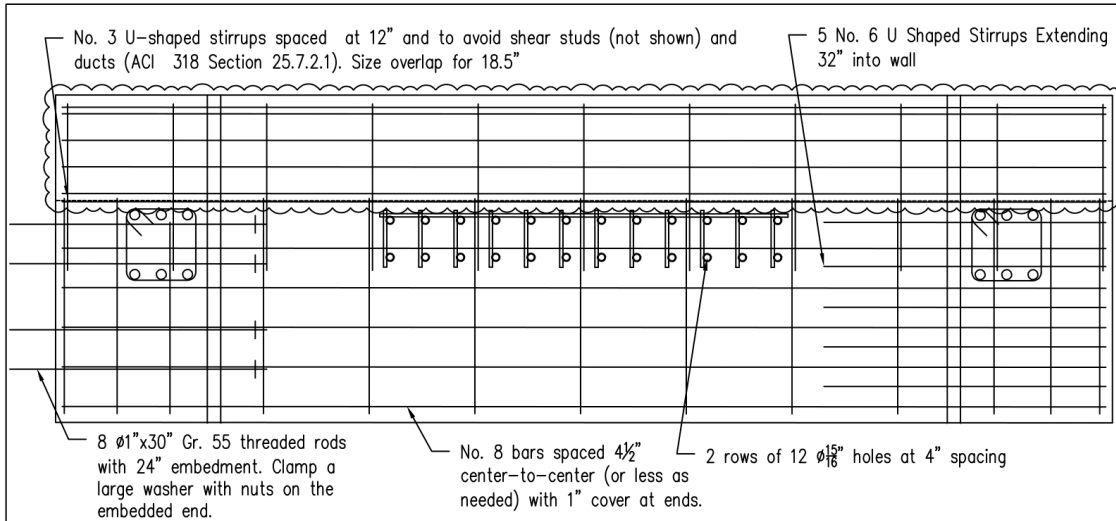 No. 3 U-shaped stirrups spaced at 12" and to avoid shear studs (not shown) and
ducts (ACI 318 Section 25.7.2.1). Size overlap for 18.5"
5 No. 6 U Shaped Stirrups Extending
32" into wall
8 ø1"x30" Gr. 55 threaded rods
with 24" embedment. Clamp a
large washer with nuts on the
embedded end.
No. 8 bars spaced 4½"
center-to-center (or less as
needed) with 1" cover at ends.
2 rows of 12 ø15/16" holes at 4" spacing